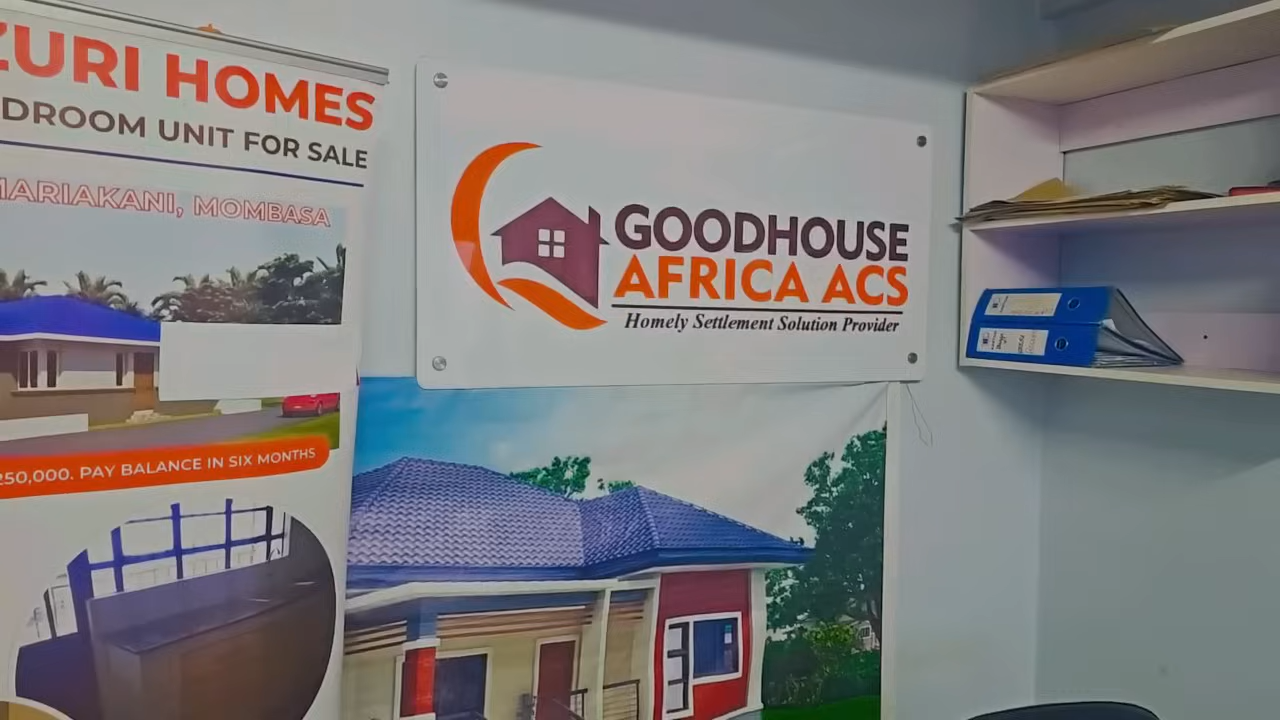 ZURI HOMES
DROOM UNIT FOR SALE
MARIAKANI, MOMBASA
250,000. PAY BALANCE IN SIX MONTHS
GOODHOUSE
AFRICA ACS
Homely Settlement Solution Provider